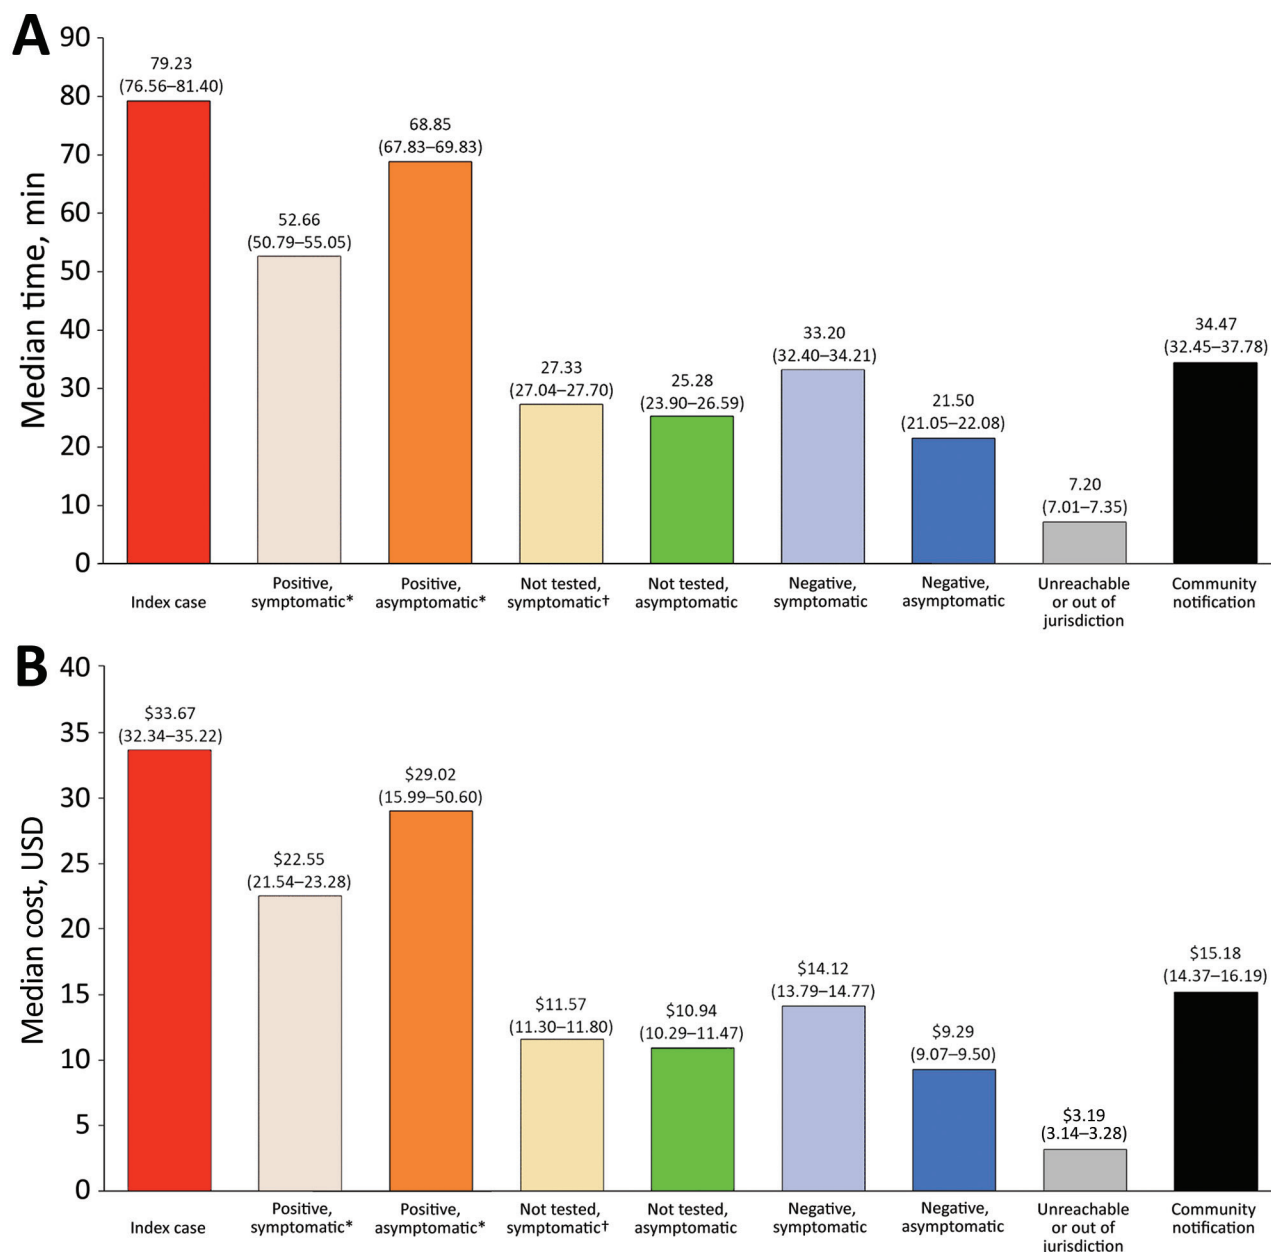 A
Median time, min
90
80
70
60
50
40
30
20
10
0
79.23
(76.56–81.40)
52.66
(50.79–55.05)
68.85
(67.83–69.83)
27.33
(27.04–27.70)
25.28
(23.90–26.59)
33.20
(32.40–34.21)
21.50
(21.05–22.08)
7.20
(7.01–7.35)
34.47
(32.45–37.78)
Index case
Positive,
symptomatic*
Positive,
asymptomatic*
Not tested,
symptomatic†
Not tested,
asymptomatic
Negative,
symptomatic
Negative,
asymptomatic
Unreachable
or out of
jurisdiction
Community
notification
B
Median cost, USD
40
35
30
25
20
15
10
5
0
$33.67
(32.34–35.22)
$22.55
(21.54–23.28)
$29.02
(15.99–50.60)
$11.57
(11.30–11.80)
$10.94
(10.29–11.47)
$14.12
(13.79–14.77)
$9.29
(9.07–9.50)
$3.19
(3.14–3.28)
$15.18
(14.37–16.19)
Index case
Positive,
symptomatic*
Positive,
asymptomatic*
Not tested,
symptomatic†
Not tested,
asymptomatic
Negative,
symptomatic
Negative,
asymptomatic
Unreachable
or out of
jurisdiction
Community
notification